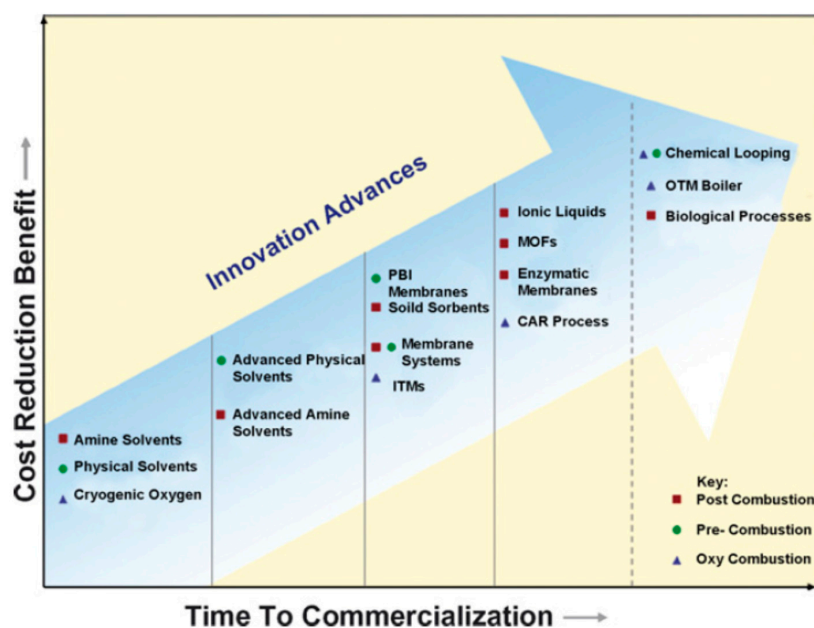 Cost Reduction Benefit
Innovation Advances
Amine Solvents
Physical Solvents
Cryogenic Oxygen
Advanced Physical
Solvents
Advanced Amine
Solvents
PBI
Membranes
Soild Sorbents
Membrane
Systems
ITMs
Ionic Liquids
MOFs
Enzymatic
Membranes
CAR Process
Chemical Looping
OTM Boiler
Biological Processes
Key:
Post Combustion
Pre- Combustion
Oxy Combustion
Time To Commercialization